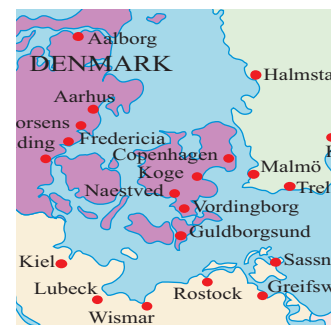 Aalborg
DENMARK
Halmsta
Aarhus
orsens
Fredericia
ding
Copenhagen
Koge
Malmö
Naestved
Treh
Vordingborg
Guldborgsund
Kiel
Sassn
Lubeck
Rostock
Greifsw
Wismar